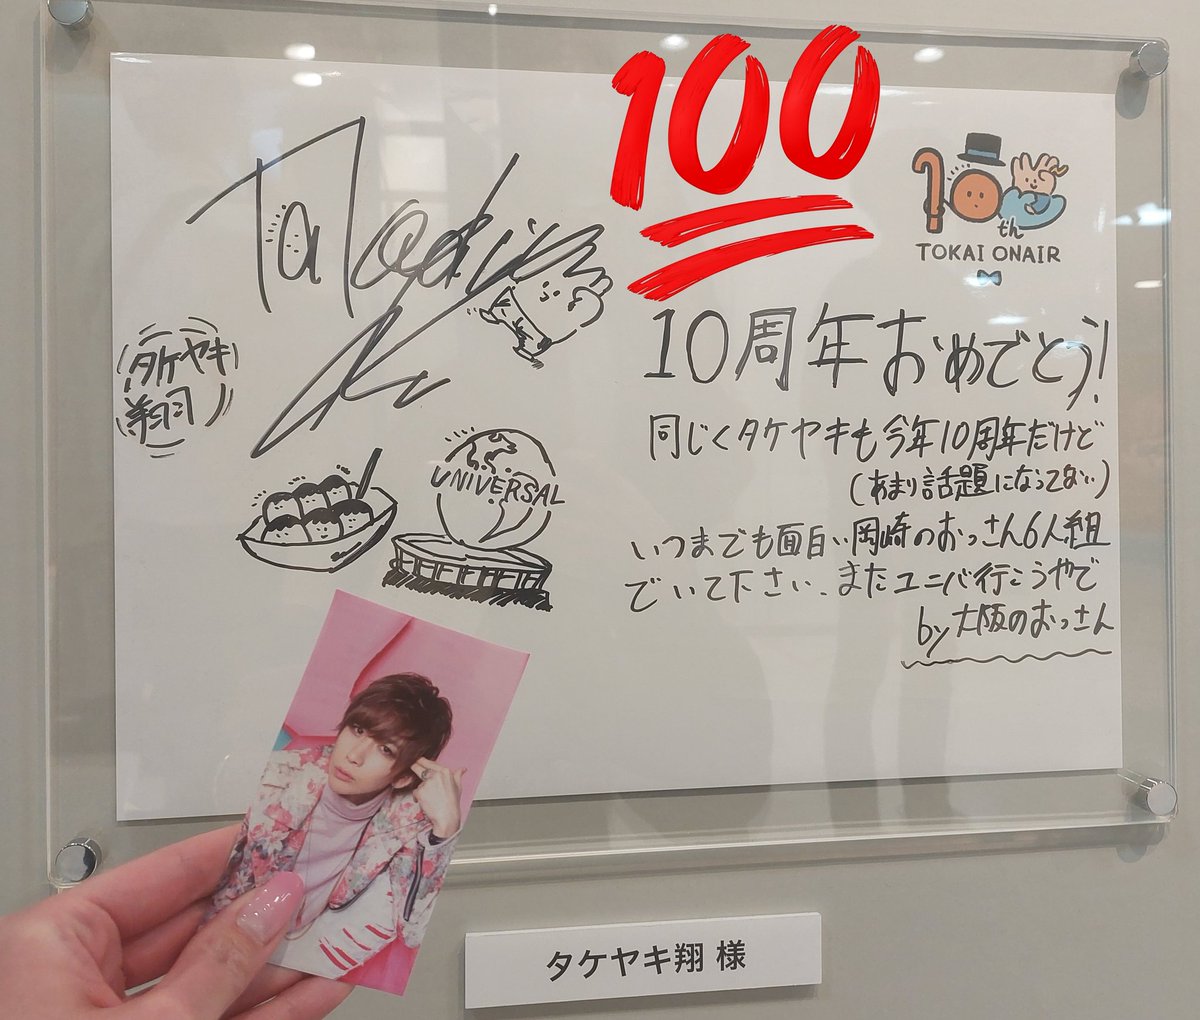 100
10th
TOKAI ONAIR
タケヤキ
翔
UNIVERSAL
10周年おめでとう!
同じくタケヤキも今年10周年だけど
(あまり話題になってない)
いつまでも面白い岡崎のおっさん6人組
でいて下さい、またユニバ行こうやで
by大阪のおっさん
タケヤキ翔 様